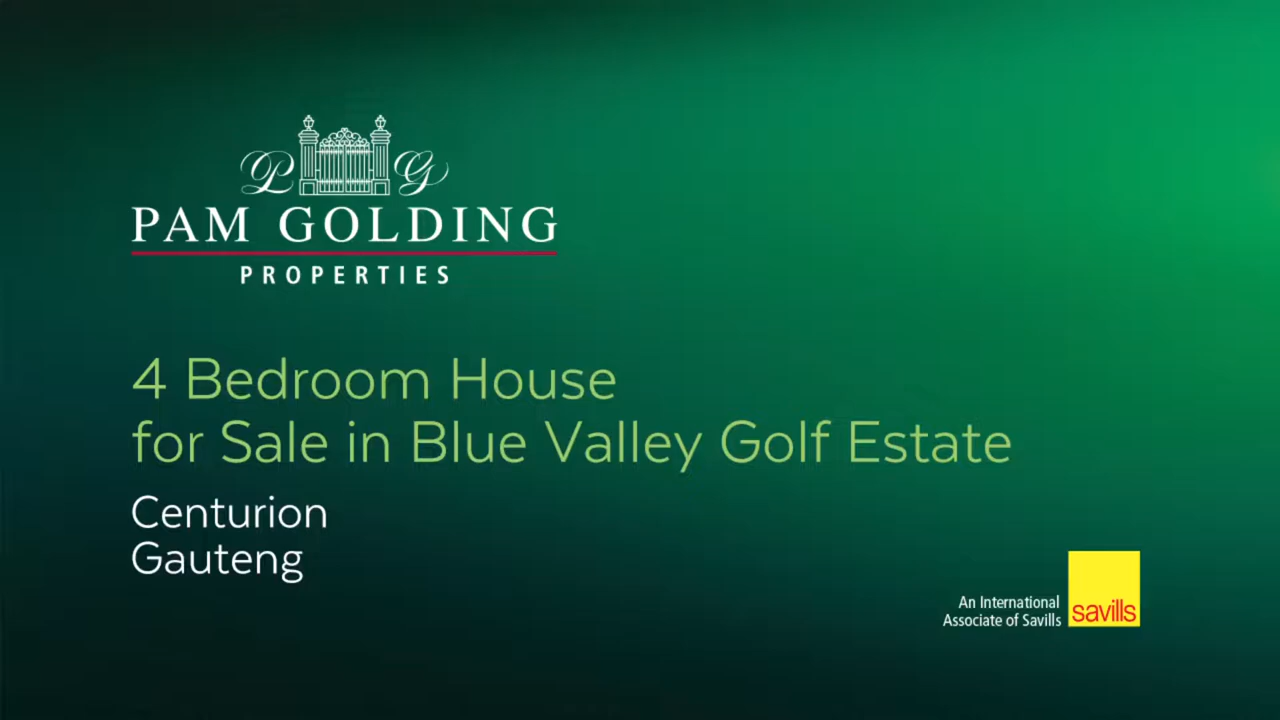 P G
PAM GOLDING
PROPERTIES
4 Bedroom House
for Sale in Blue Valley Golf Estate
Centurion
Gauteng
An International
Associate of Savills
savills